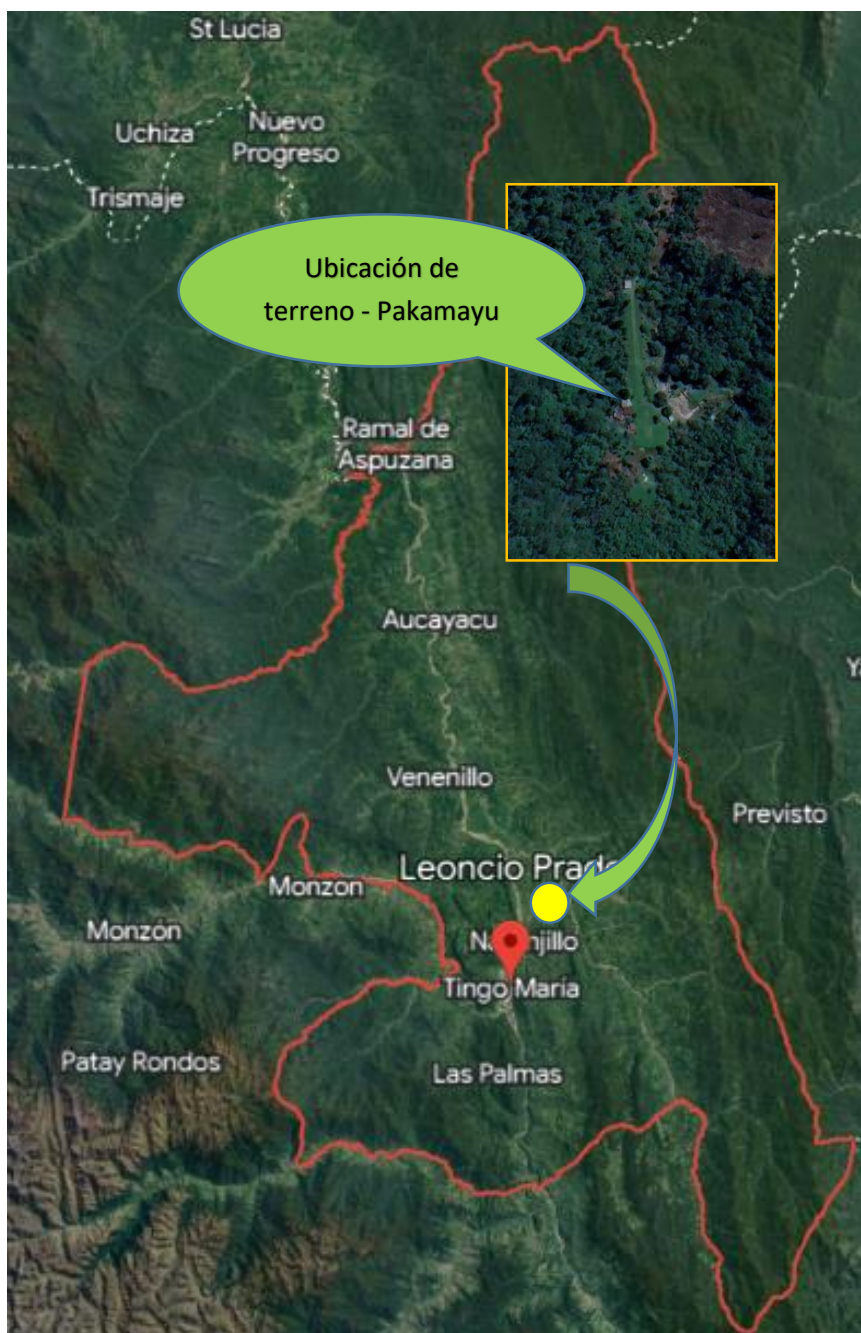 St Lucia
Uchiza
Nuevo
Progreso
Trismaje
Ubicación de
terreno - Pakamayu
Ramal de
Aspuzana
Aucayacu
Venenillo
Previsto
Leoncio Prado
Monzon
Monzón
Tingo María
Patay Rondos
Las Palmas